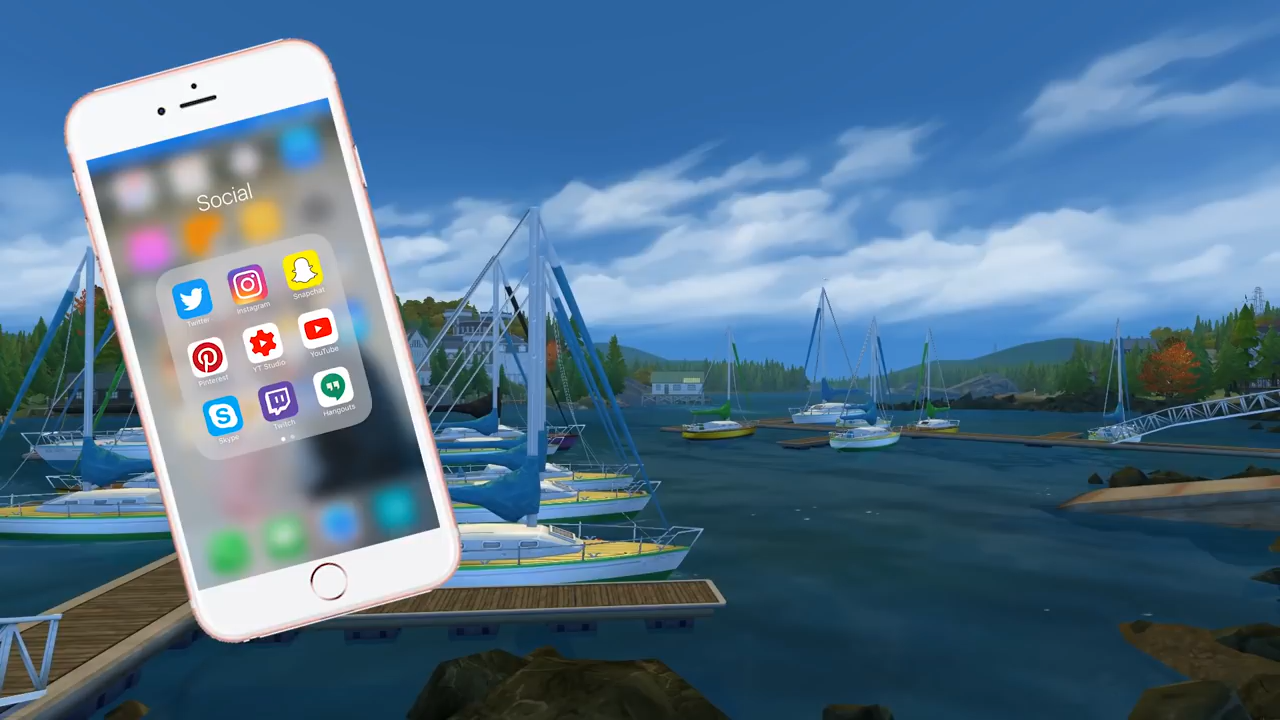 Social
Twitter Instagram Snapchat
Pinterest YT Studio YouTube
Skype Twitch Hangouts